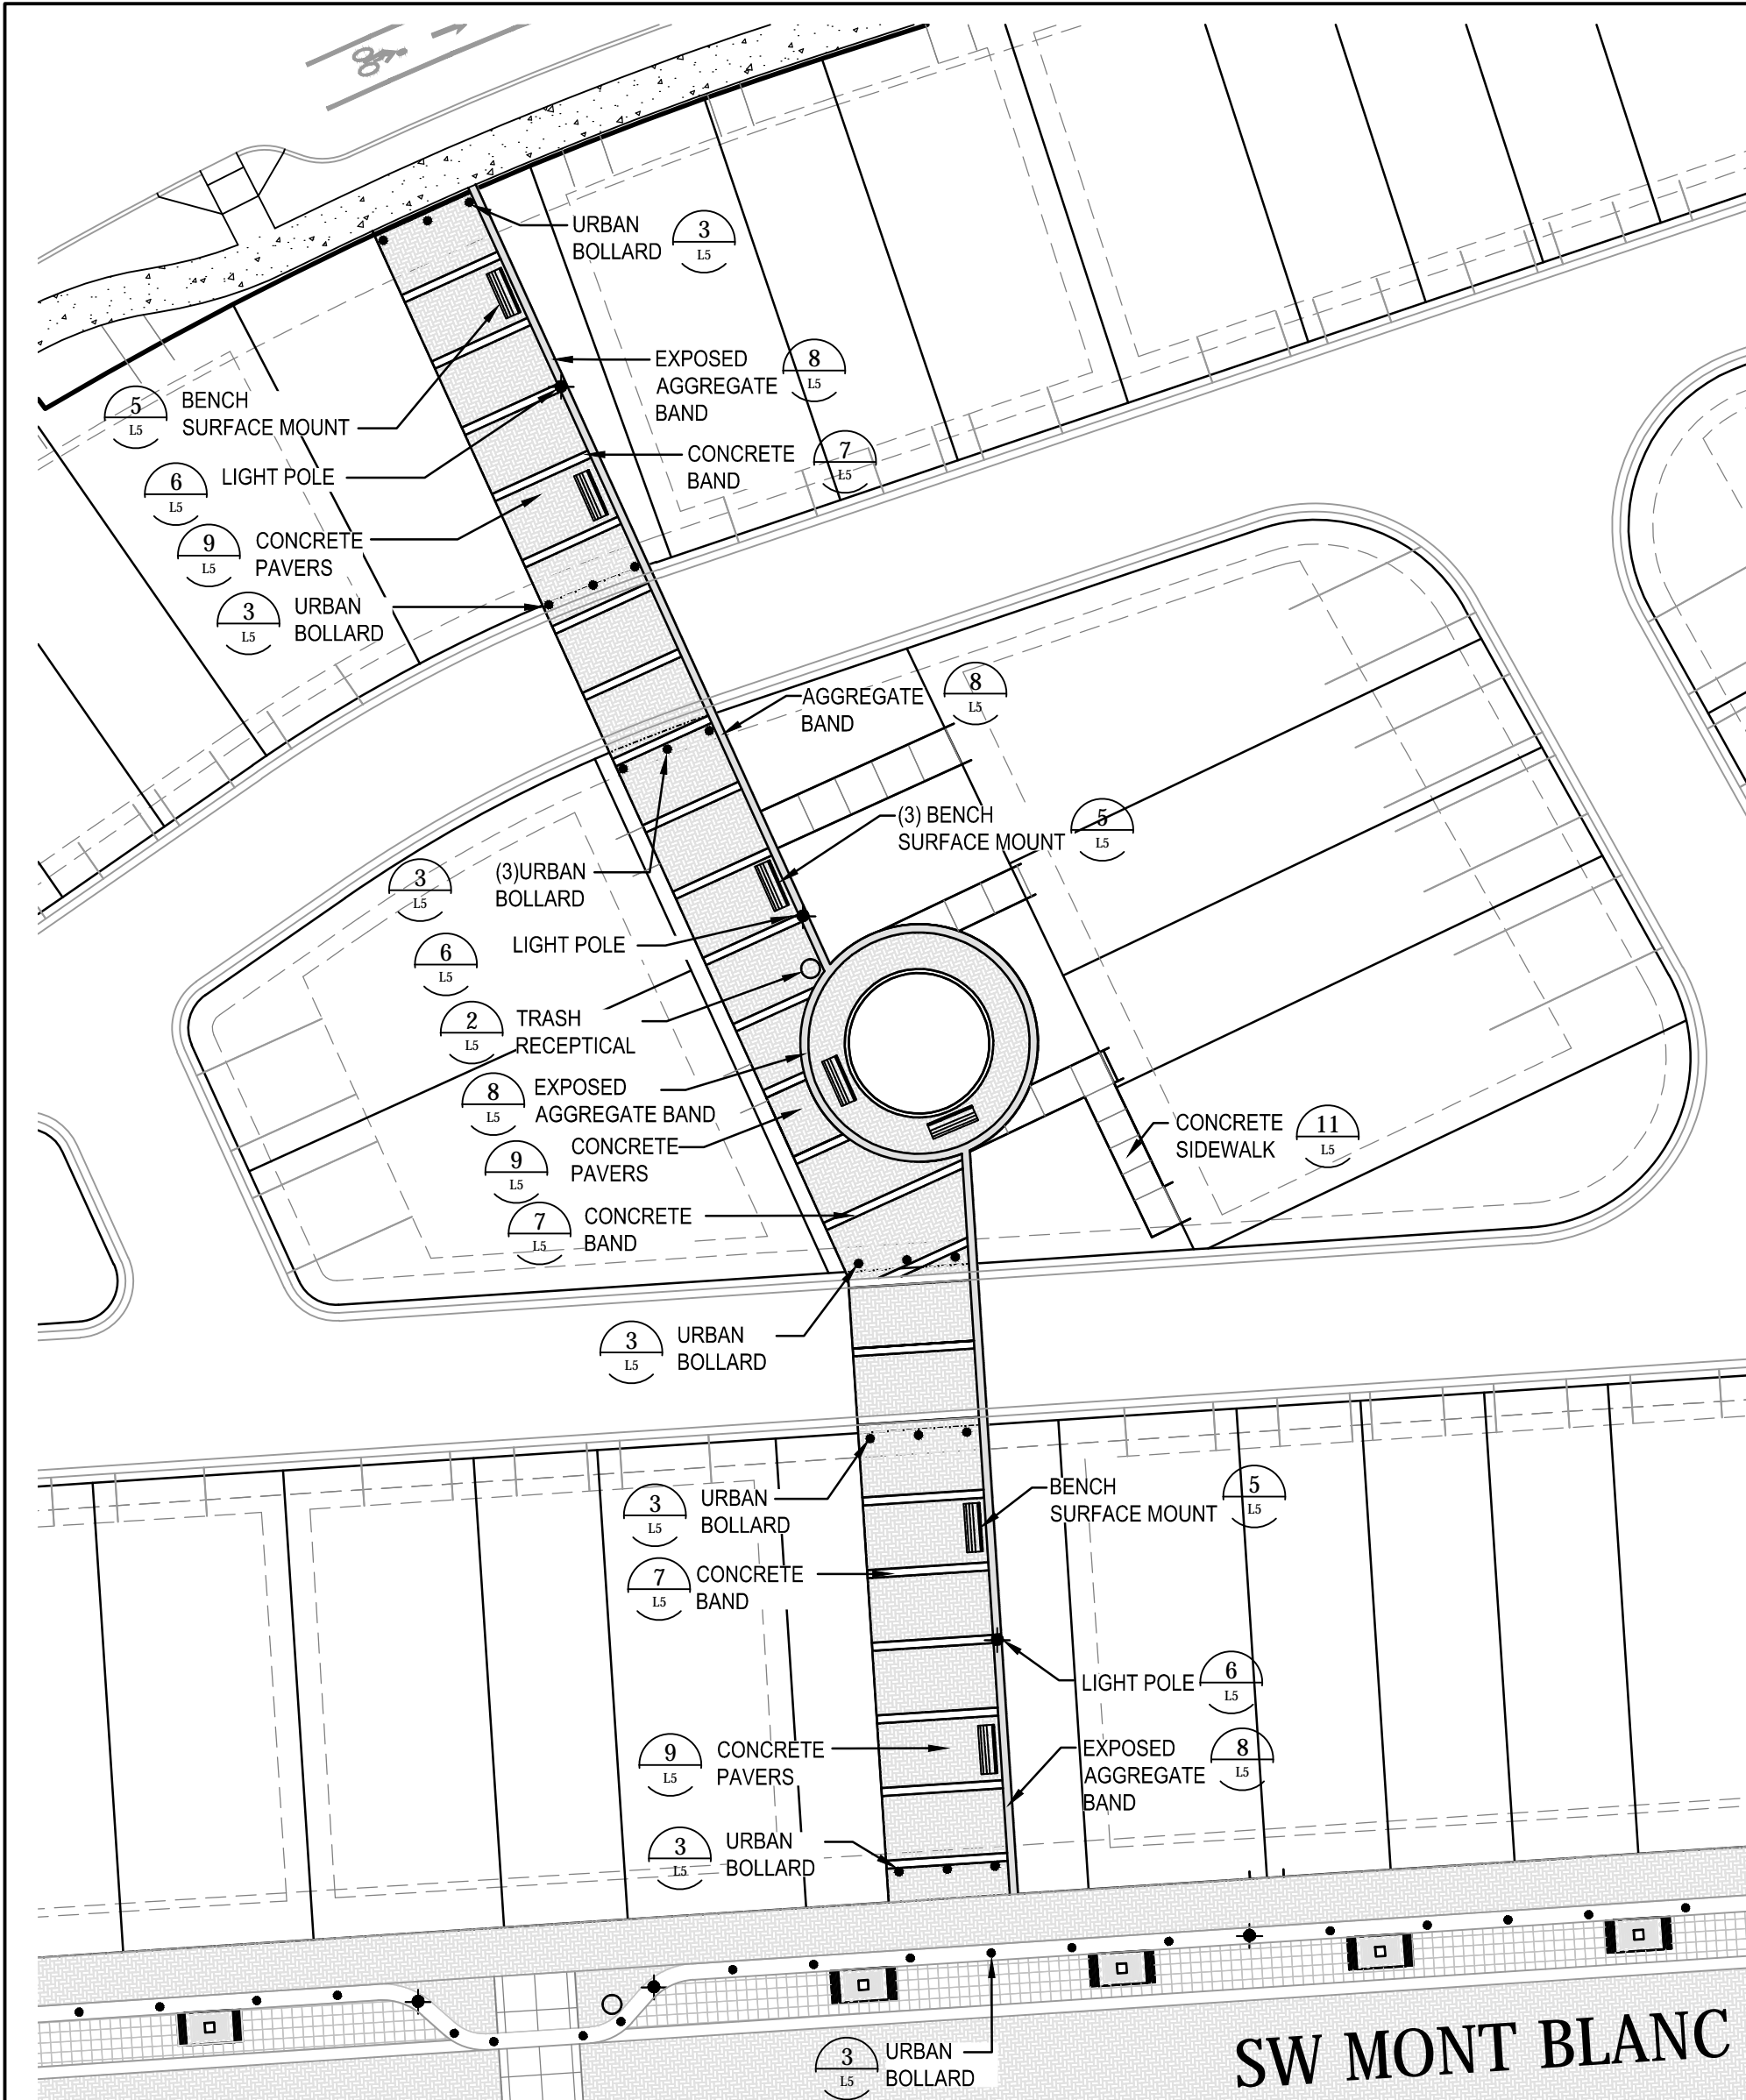 URBAN
BOLLARD
3
L5
EXPOSED
AGGREGATE
BAND
8
L5
5
L5
BENCH
SURFACE MOUNT
CONCRETE
BAND
7
L5
6
L5
LIGHT POLE
9
L5
CONCRETE
PAVERS
3
L5
URBAN
BOLLARD
AGGREGATE
BAND
8
L5
(3) BENCH
SURFACE MOUNT
5
L5
3
L5
(3)URBAN
BOLLARD
6
L5
LIGHT POLE
2
L5
TRASH
RECEPTICAL
8
L5
EXPOSED
AGGREGATE BAND
9
L5
CONCRETE
PAVERS
CONCRETE
SIDEWALK
11
L5
7
L5
CONCRETE
BAND
3
L5
URBAN
BOLLARD
3
L5
URBAN
BOLLARD
BENCH
SURFACE MOUNT
5
L5
7
L5
CONCRETE
BAND
LIGHT POLE
6
L5
9
L5
CONCRETE
PAVERS
EXPOSED
AGGREGATE
BAND
8
L5
3
L5
URBAN
BOLLARD
3
L5
URBAN
BOLLARD
SW MONT BLANC